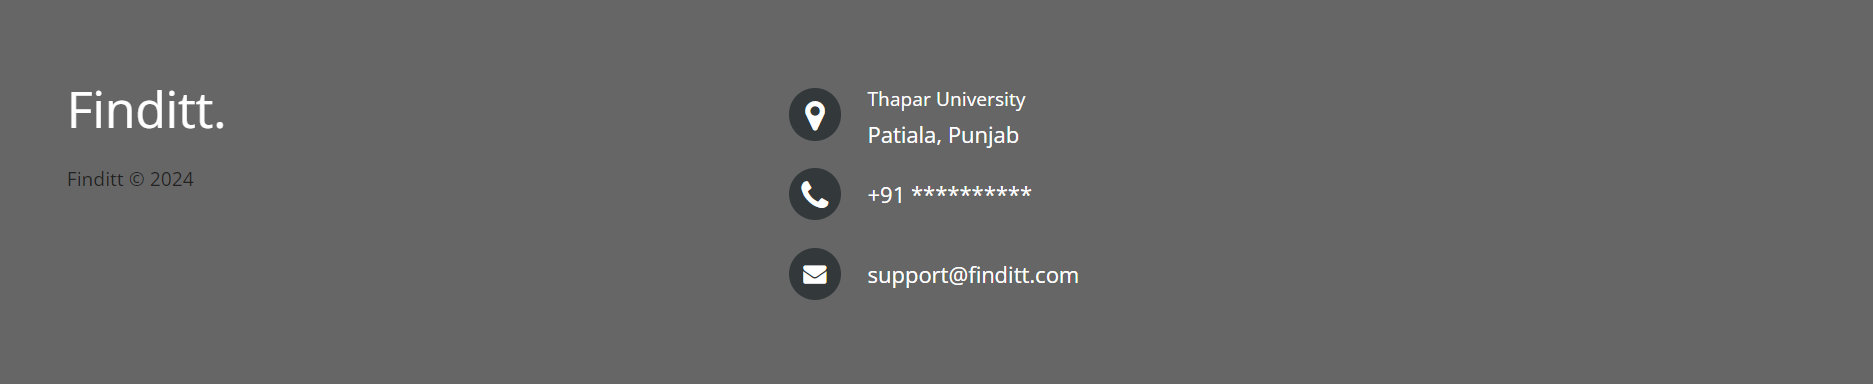 Finditt.
Finditt © 2024
Thapar University
Patiala, Punjab
+91 **********
support@finditt.com